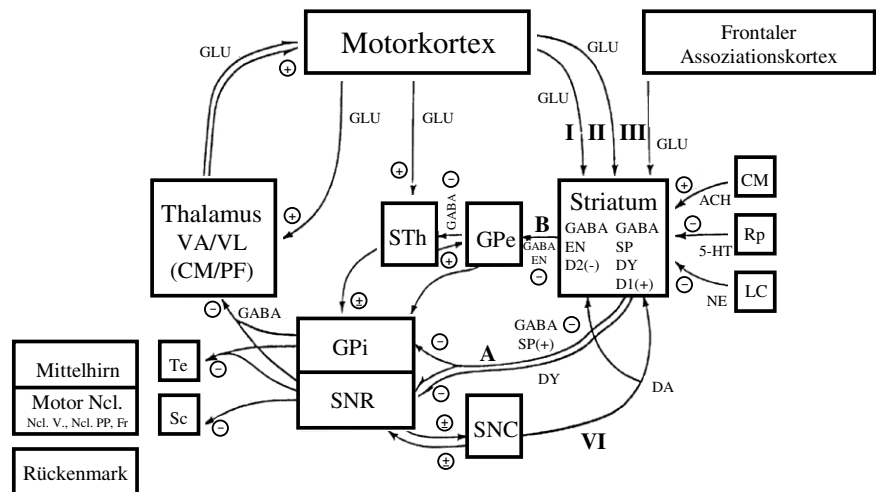 Motorkortex
Frontaler
Assoziationskortex
GLU
+
GLU
GLU
GLU
GLU
I II III
GLU
Thalamus
VA/VL
(CM/PF)
+
+
STh
−
GABA
+
GPe
B
GABA
EN
−
Striatum
GABA GABA
EN SP
D2(-) DY
D1(+)
+
ACH
CM
−
5-HT
Rp
−
NE
LC
−
GABA
±
GPi
SNR
−
A
GABA −
SP(+)
DY
−
DA
Mittelhirn
Motor Ncl.
Ncl. V., Ncl. PP, Fr
Rückenmark
Te
−
Sc
−
±
±
SNC
VI